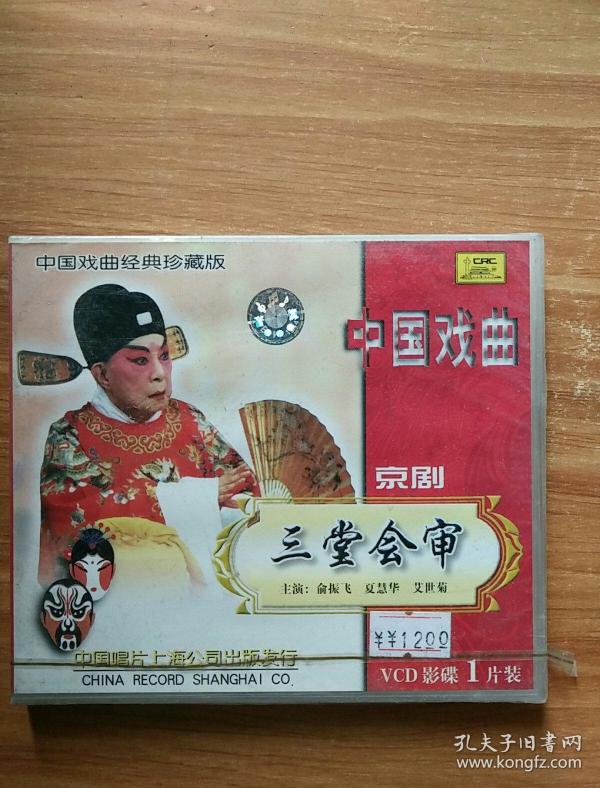 中国戏曲经典珍藏版
CRC
中国戏曲
京剧
三堂会审
主演：俞振飞 夏慧华 艾世菊
¥¥1200
中国唱片上海公司出版发行
CHINA RECORD SHANGHAI CO.
VCD 影碟 1 片装
孔夫子旧书网
www.kongfz.com